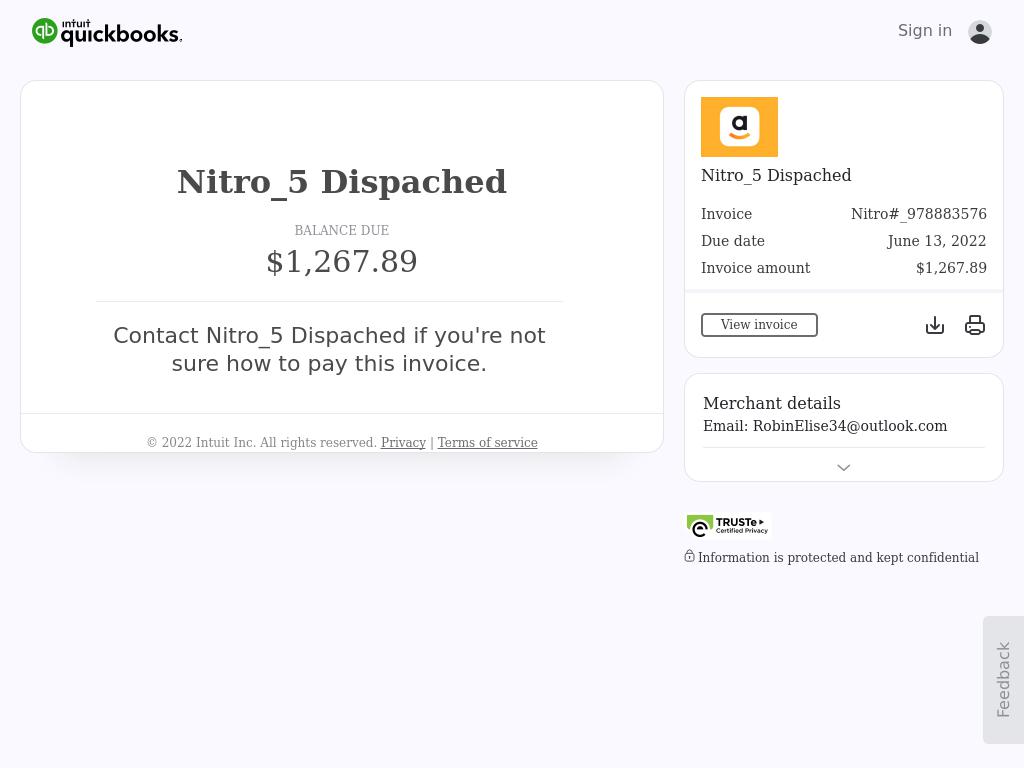 intuit
quickbooks.
Sign in
Nitro_5 Dispached
BALANCE DUE
$1,267.89
Contact Nitro_5 Dispached if you're not
sure how to pay this invoice.
© 2022 Intuit Inc. All rights reserved. Privacy | Terms of service
a
Nitro_5 Dispached
Invoice Nitro#_978883576
Due date June 13, 2022
Invoice amount $1,267.89
View invoice
Merchant details
Email: RobinElise34@outlook.com
TRUSTe
Certified Privacy
Information is protected and kept confidential
Feedback